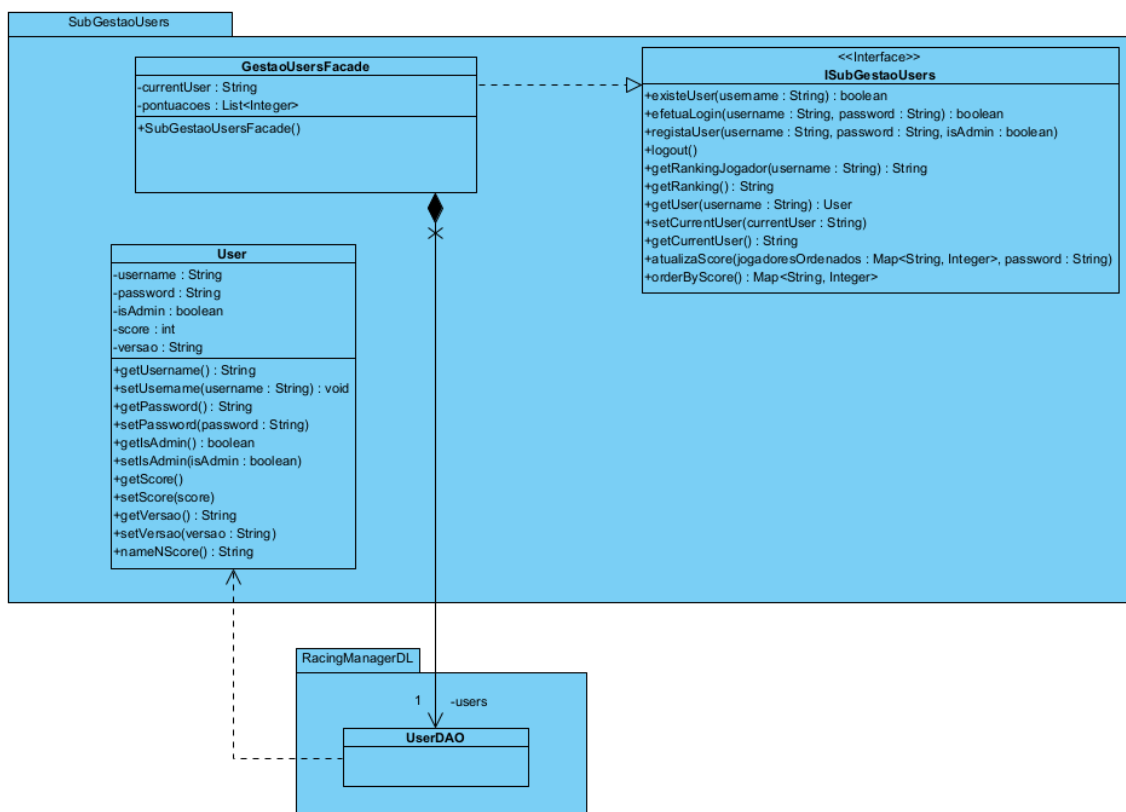 SubGestaoUsers
GestaoUsersFacade
-currentUser : String
-pontuacoes : List<Integer>
+SubGestaoUsersFacade()
<<Interface>>
ISubGestaoUsers
+existeUser(username : String) : boolean
+efetuaLogin(username : String, password : String) : boolean
+registaUser(username : String, password : String, isAdmin : boolean)
+logout()
+getRankingJogador(username : String) : String
+getRanking() : String
+getUser(username : String) : User
+setCurrentUser(currentUser : String)
+getCurrentUser() : String
+atualizaScore(jogadoresOrdenados : Map<String, Integer>, password : String)
+orderByScore() : Map<String, Integer>
User
-username : String
-password : String
-isAdmin : boolean
-score : int
-versao : String
+getUsername() : String
+setUsername(username : String) : void
+getPassword() : String
+setPassword(password : String)
+getIsAdmin() : boolean
+setIsAdmin(isAdmin : boolean)
+getScore()
+setScore(score)
+getVersao() : String
+setVersao(versao : String)
+nameNScore() : String
RacingManagerDL
1 -users
UserDAO